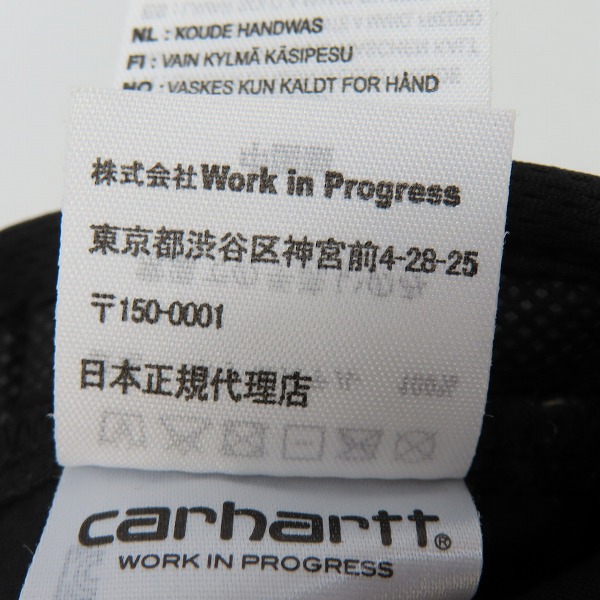 NL : KOUDE HANDWAS
FI : VAIN KYLMÄ KÄSIPESU
NO : VASKES KUN KALDT FOR HÅND
株式会社Work in Progress
東京都渋谷区神宮前4-28-25
〒150-0001
日本正規代理店
carhartt®
WORK IN PROGRESS